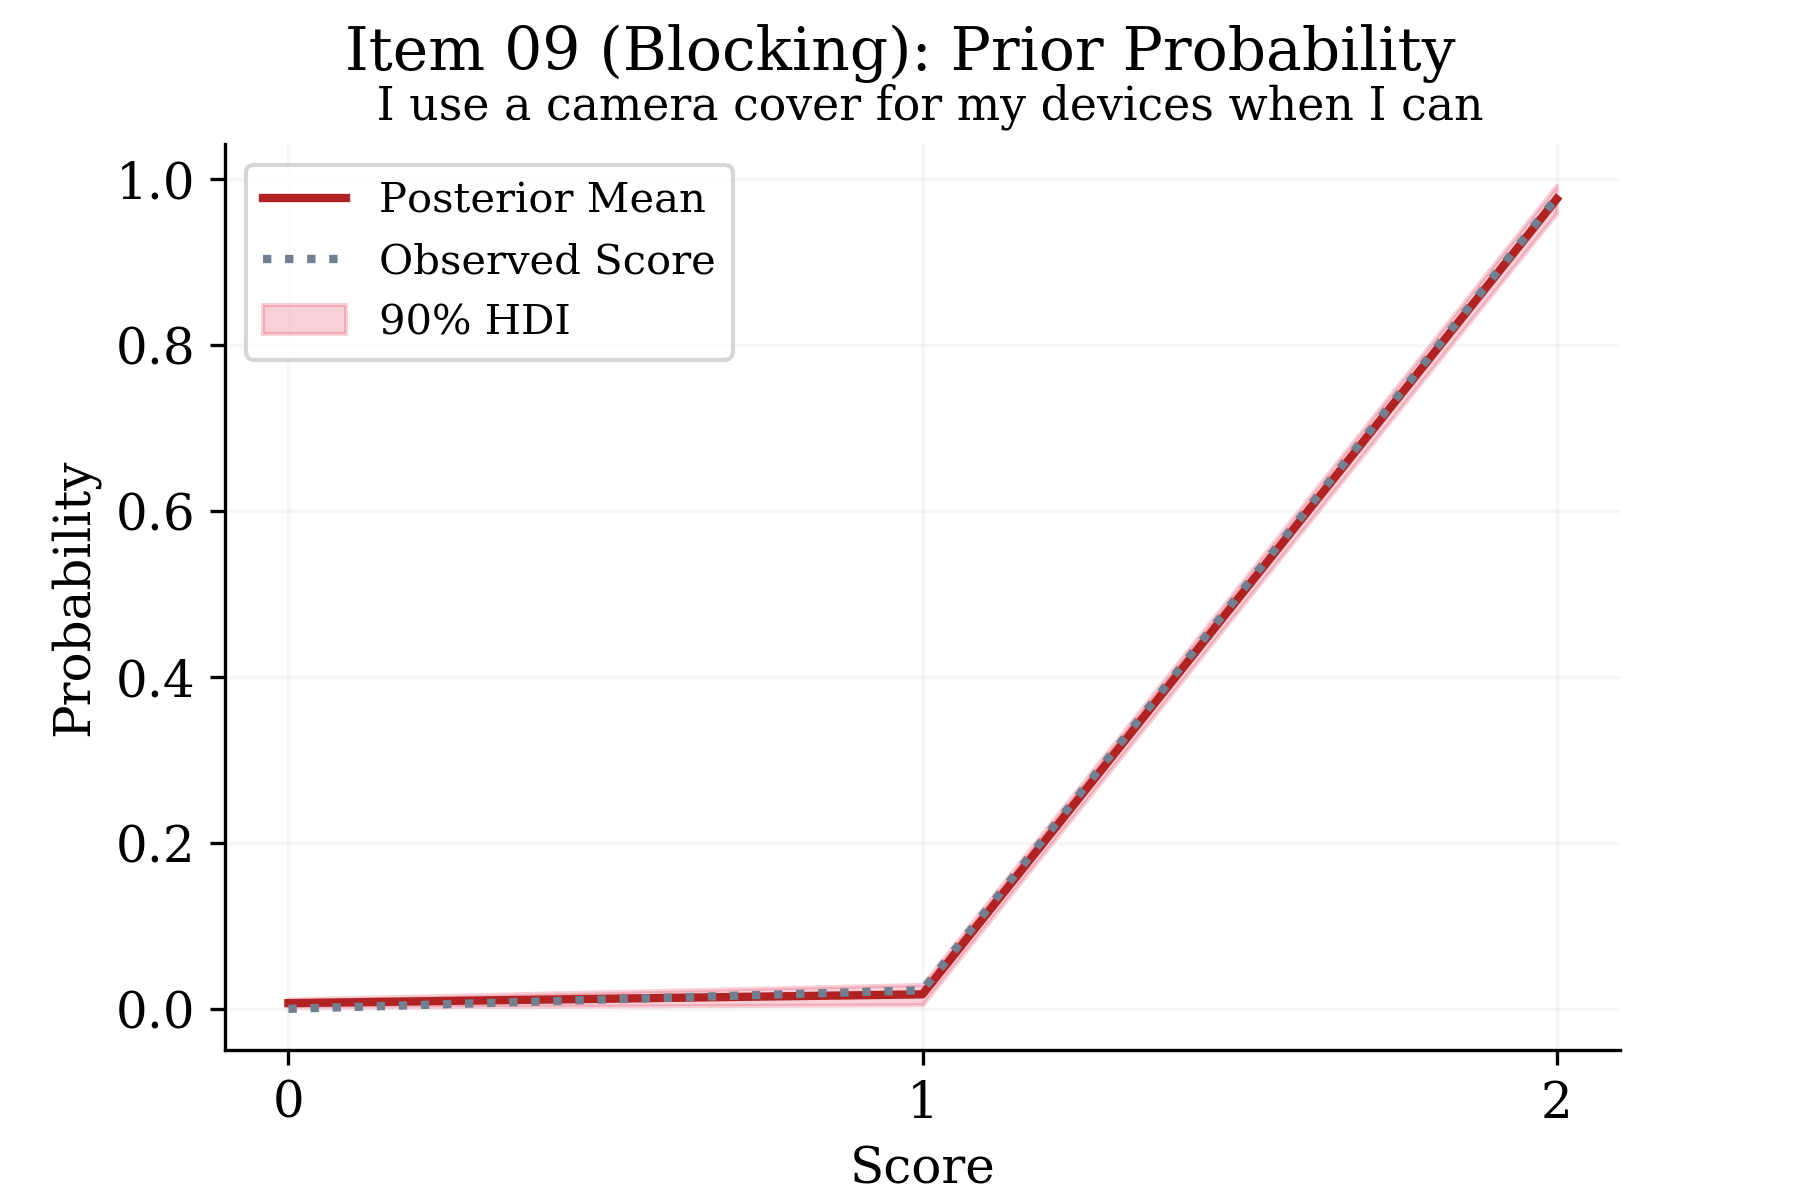 Item 09 (Blocking): Prior Probability
I use a camera cover for my devices when I can
Posterior Mean
Observed Score
90% HDI
1.0
0.8
0.6
0.4
0.2
0.0
Probability
0
1
2
Score